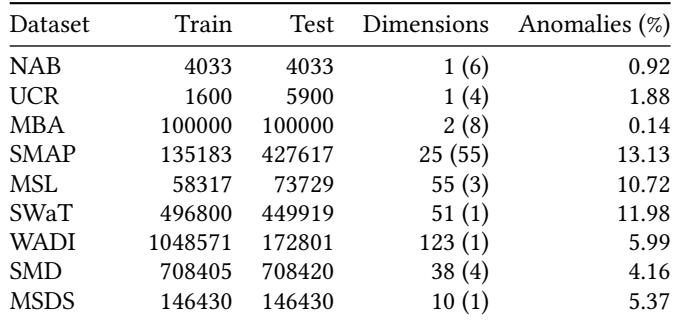 Dataset Train Test Dimensions Anomalies (%)
NAB 4033 4033 1 (6) 0.92
UCR 1600 5900 1 (4) 1.88
MBA 100000 100000 2 (8) 0.14
SMAP 135183 427617 25 (55) 13.13
MSL 58317 73729 55 (3) 10.72
SWaT 496800 449919 51 (1) 11.98
WADI 1048571 172801 123 (1) 5.99
SMD 708405 708420 38 (4) 4.16
MSDS 146430 146430 10 (1) 5.37